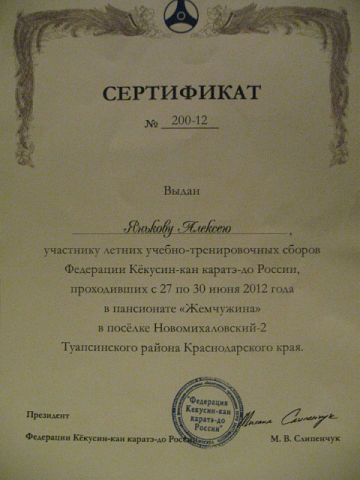 СЕРТИФИКАТ
№ 200-12
Выдан
Янькову Алексею,
участнику летних учебно-тренировочных сборов
Федерации Кёкусин-кан каратэ-до России,
проходивших с 27 по 30 июня 2012 года
в пансионате «Жемчужина»
в посёлке Новомихаловский-2
Туапсинского района Краснодарского края.
"Федерация
Кёкусин-кан
каратэ-до
России"
Президент
Федерации Кёкусин-кан каратэ-до России
М. В. Слипенчук